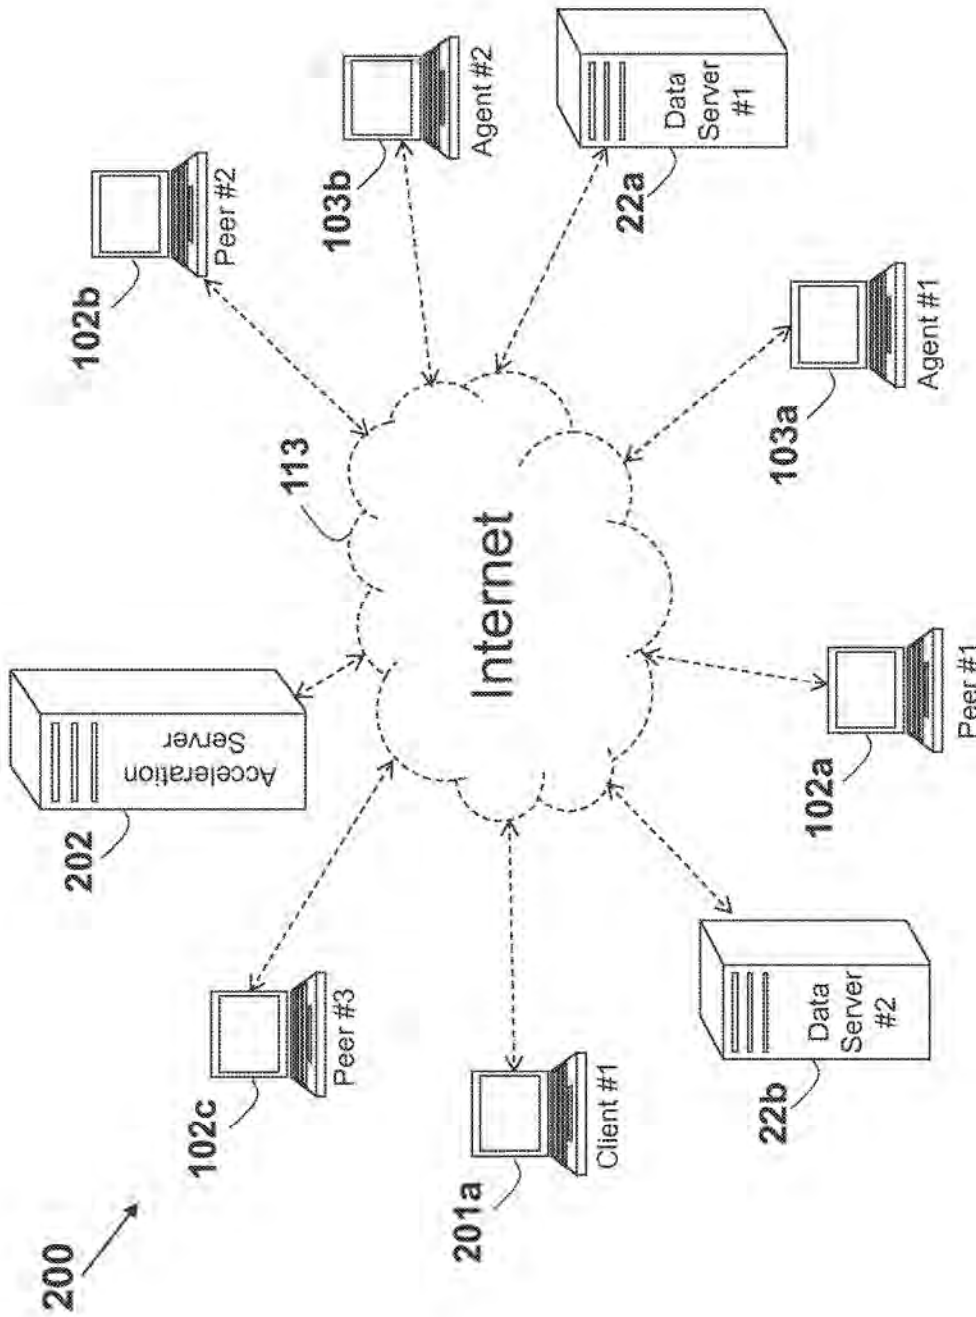 200
102c
Peer #3
202
Acceleration
Server
102b
Peer #2
113
103b
Agent #2
201a
Client #1
Internet
22a
Data
Server
#1
22b
Data
Server
#2
102a
Peer #1
103a
Agent #1